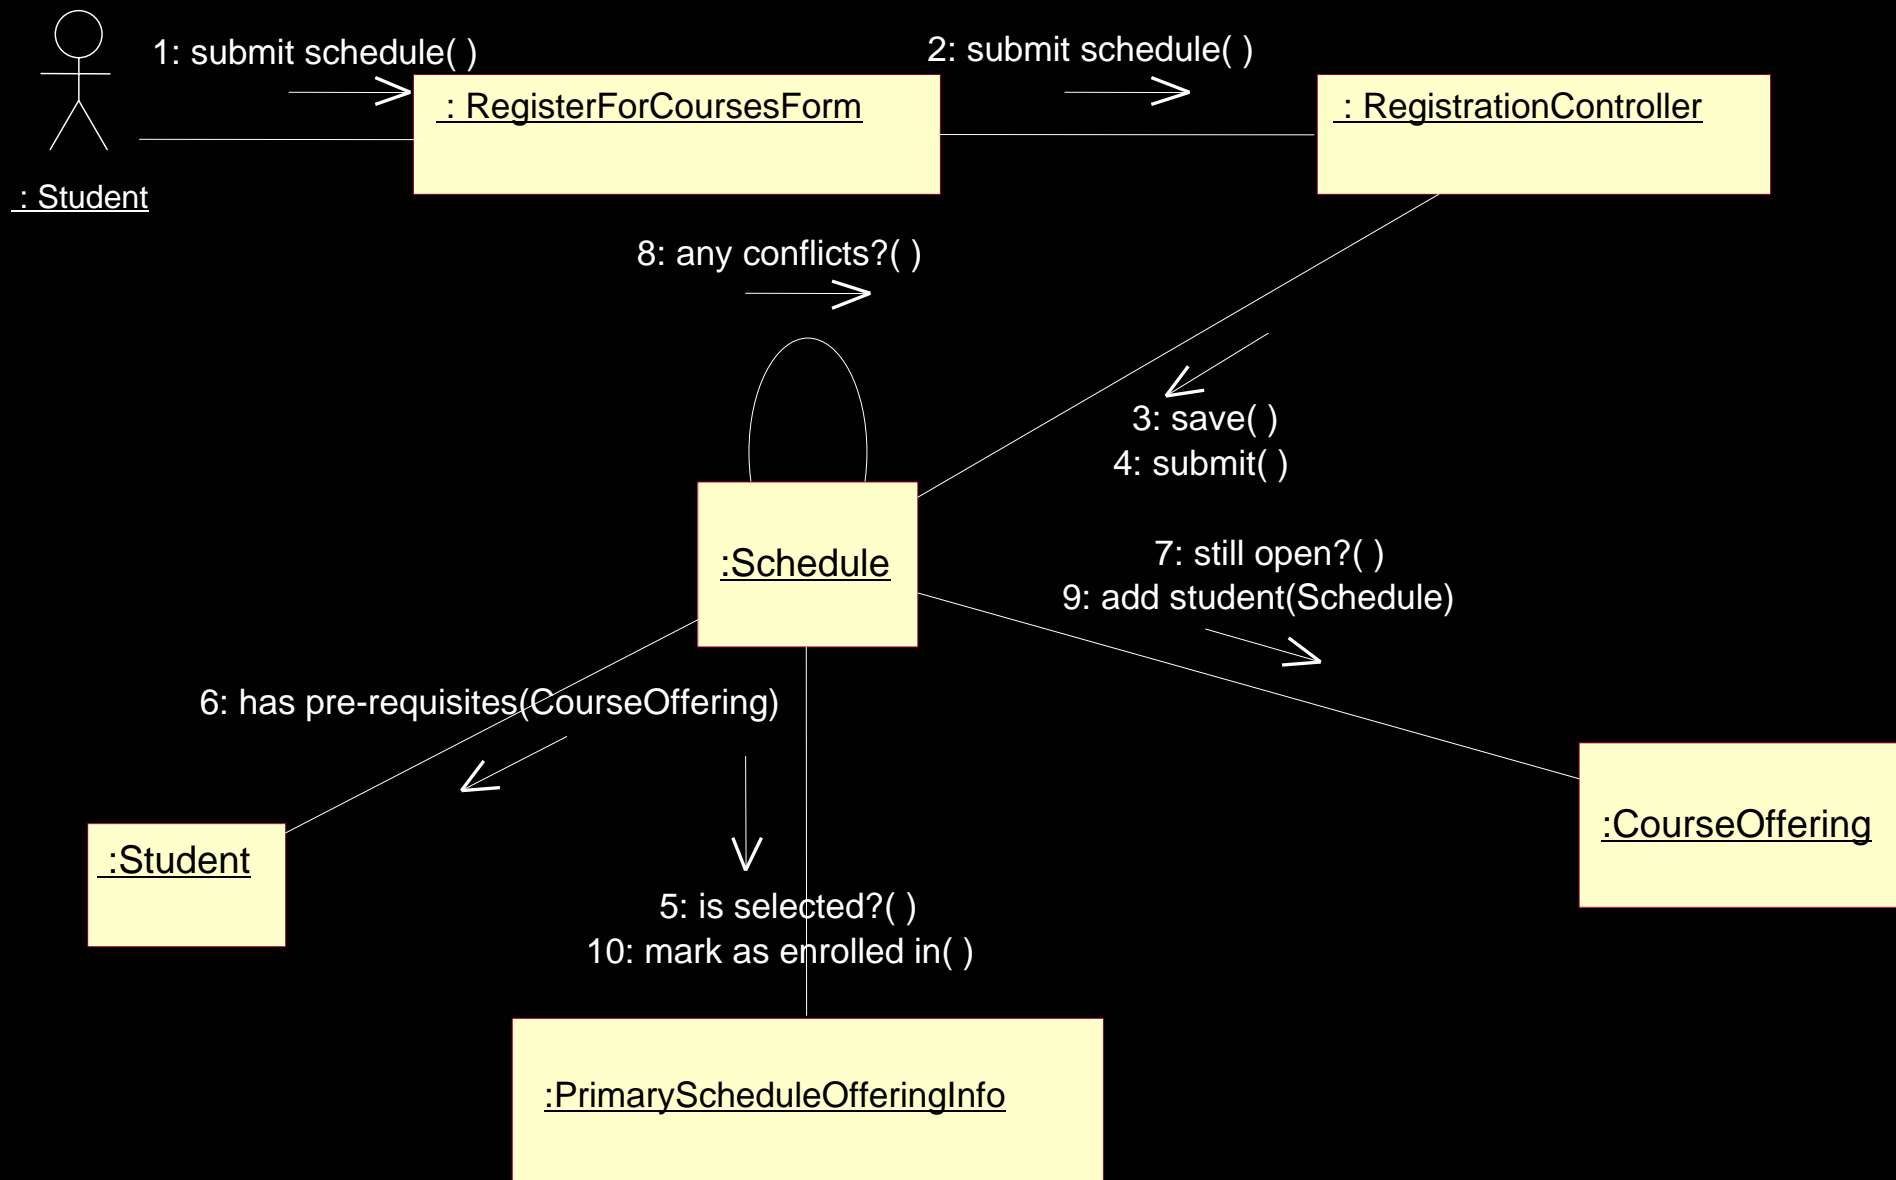 1: submit schedule( )
2: submit schedule( )
: RegisterForCoursesForm
: RegistrationController
: Student
8: any conflicts?( )
3: save( )
4: submit( )
:Schedule
7: still open?( )
9: add student(Schedule)
6: has pre-requisites(CourseOffering)
:CourseOffering
:Student
5: is selected?( )
10: mark as enrolled in( )
:PrimaryScheduleOfferingInfo